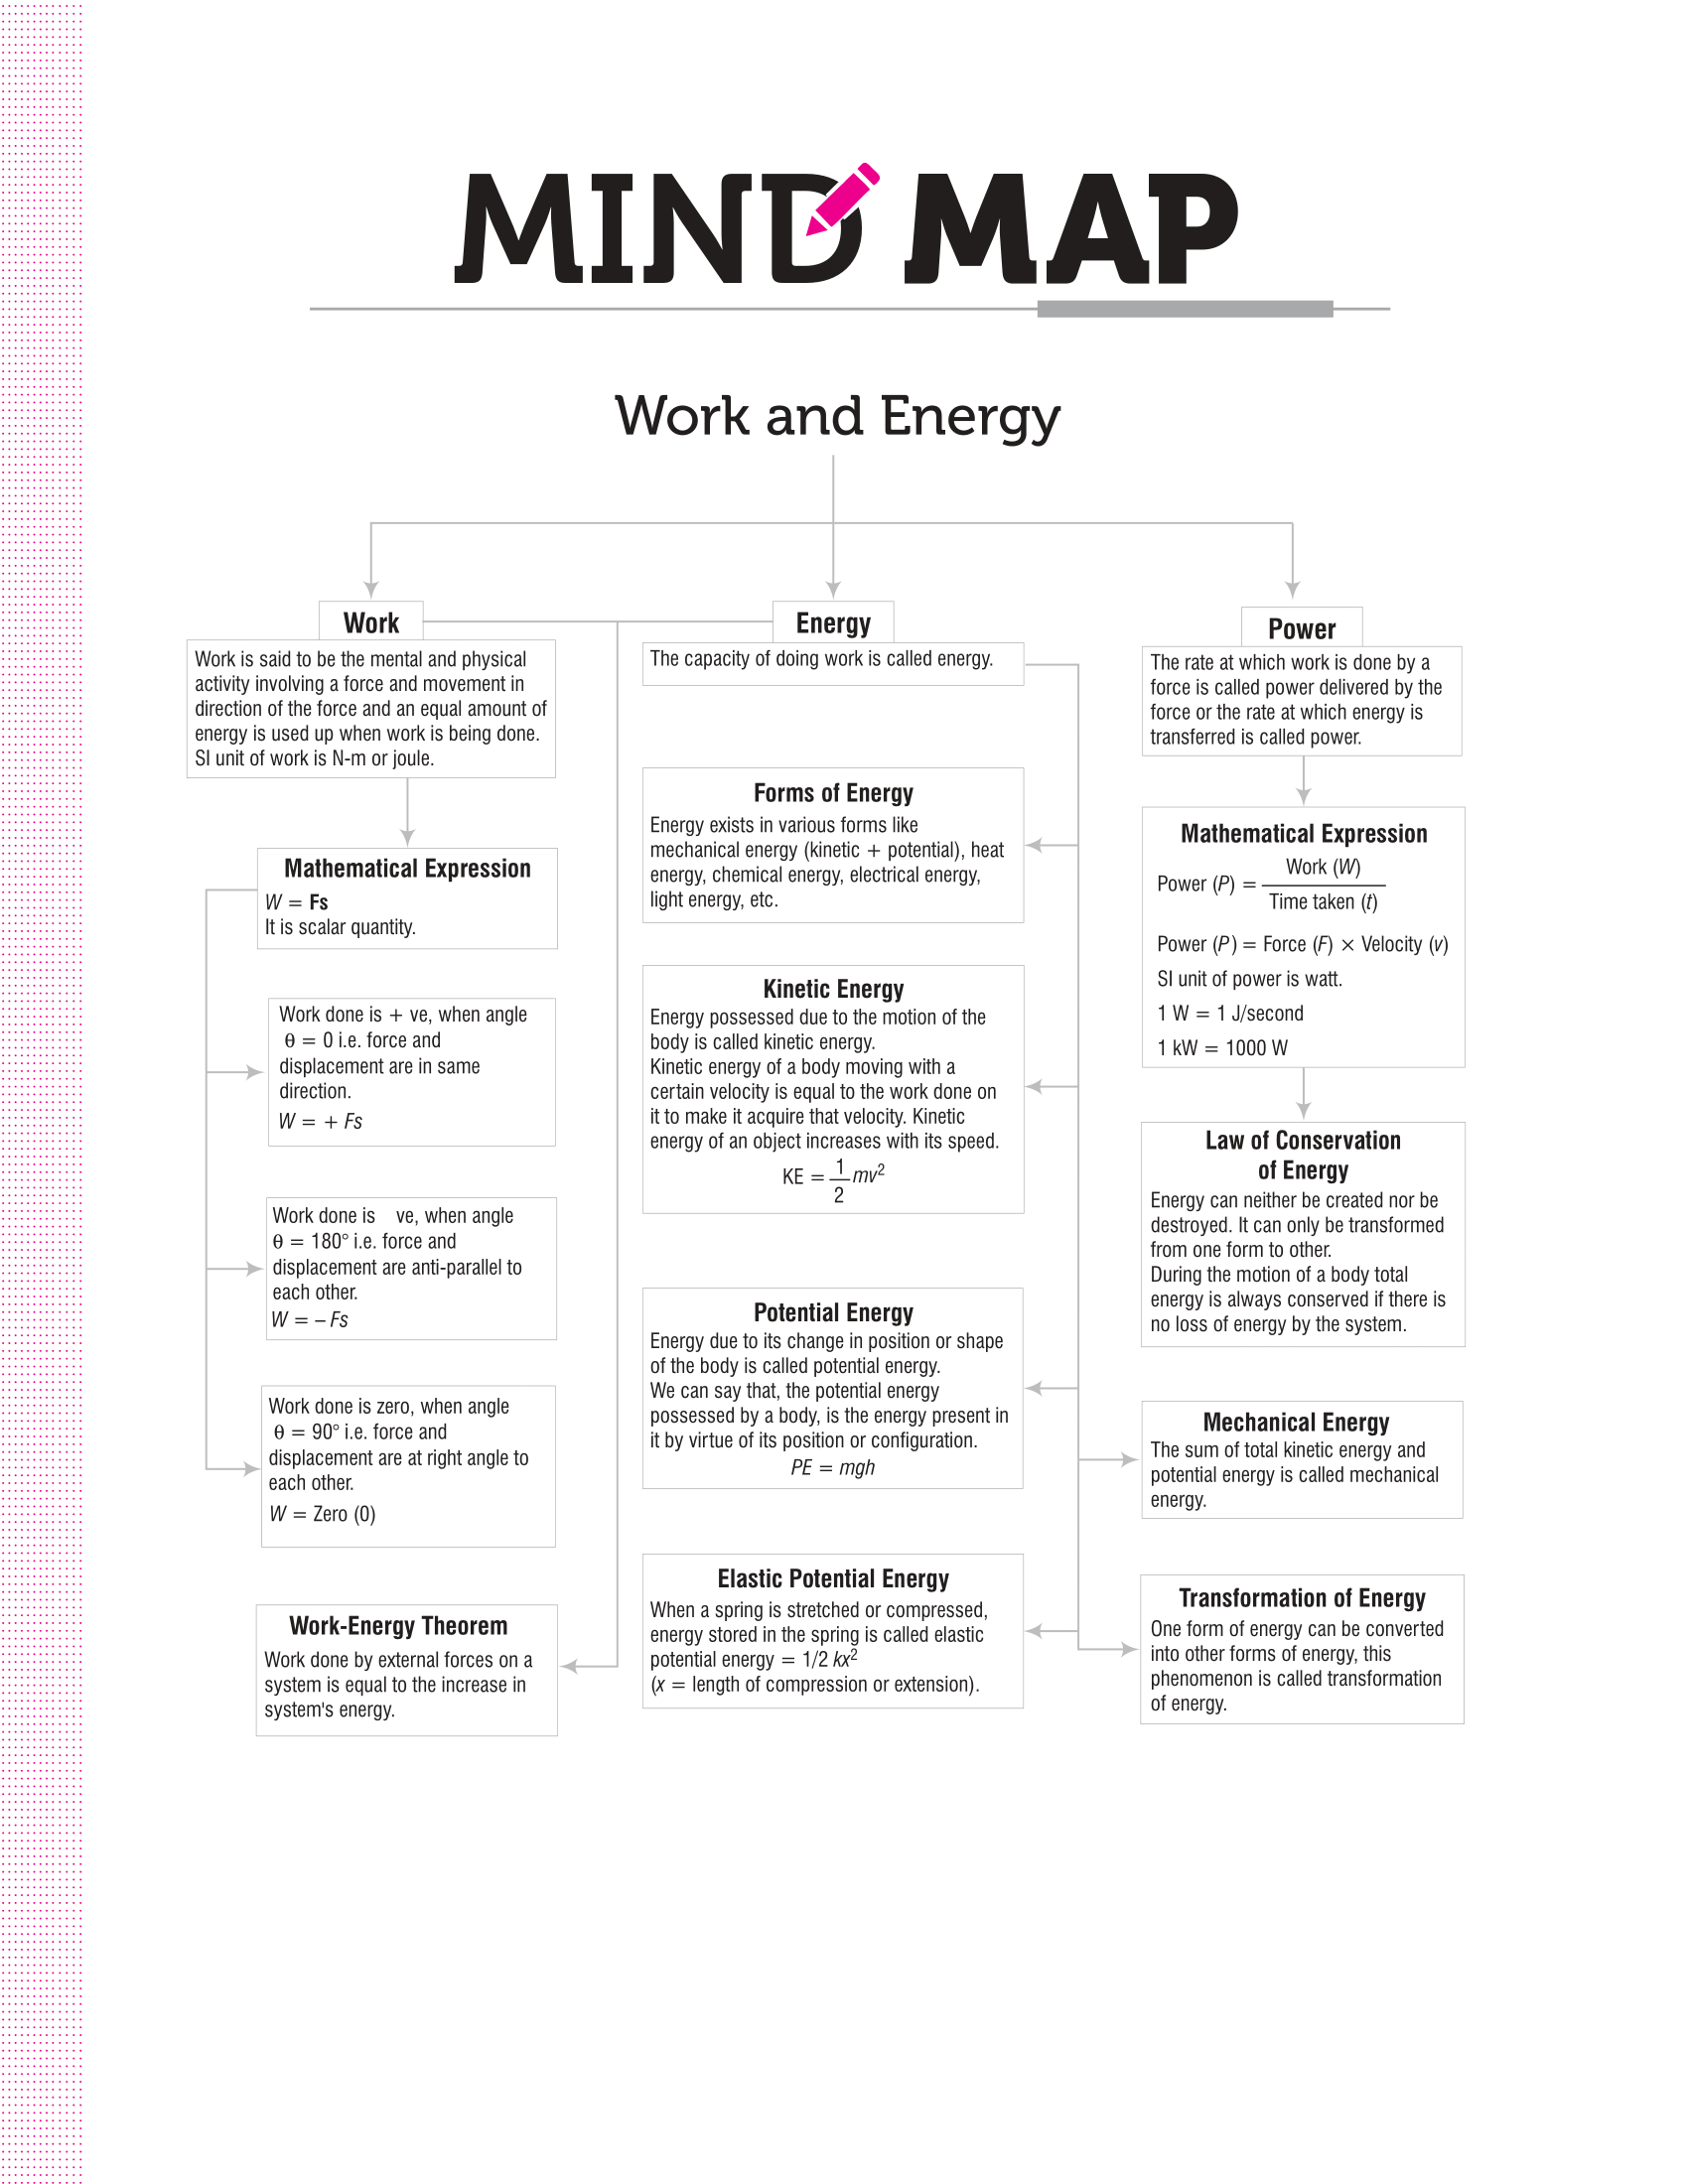 MIND MAP
Work and Energy
Work
Work is said to be the mental and physical
activity involving a force and movement in
direction of the force and an equal amount of
energy is used up when work is being done.
SI unit of work is N-m or joule.
Mathematical Expression
W = Fs
It is scalar quantity.
Work done is + ve, when angle
θ = 0 i.e. force and
displacement are in same
direction.
W = + Fs
Work done is ve, when angle
θ = 180° i.e. force and
displacement are anti-parallel to
each other.
W = – Fs
Work done is zero, when angle
θ = 90° i.e. force and
displacement are at right angle to
each other.
W = Zero (0)
Work-Energy Theorem
Work done by external forces on a
system is equal to the increase in
system's energy.
Energy
The capacity of doing work is called energy.
Forms of Energy
Energy exists in various forms like
mechanical energy (kinetic + potential), heat
energy, chemical energy, electrical energy,
light energy, etc.
Kinetic Energy
Energy possessed due to the motion of the
body is called kinetic energy.
Kinetic energy of a body moving with a
certain velocity is equal to the work done on
it to make it acquire that velocity. Kinetic
energy of an object increases with its speed.
KE = 1/2 mv²
Potential Energy
Energy due to its change in position or shape
of the body is called potential energy.
We can say that, the potential energy
possessed by a body, is the energy present in
it by virtue of its position or configuration.
PE = mgh
Elastic Potential Energy
When a spring is stretched or compressed,
energy stored in the spring is called elastic
potential energy = 1/2 kx²
(x = length of compression or extension).
Power
The rate at which work is done by a
force is called power delivered by the
force or the rate at which energy is
transferred is called power.
Mathematical Expression
Power (P) = Work (W) / Time taken (t)
Power (P) = Force (F) × Velocity (v)
SI unit of power is watt.
1 W = 1 J/second
1 kW = 1000 W
Law of Conservation
of Energy
Energy can neither be created nor be
destroyed. It can only be transformed
from one form to other.
During the motion of a body total
energy is always conserved if there is
no loss of energy by the system.
Mechanical Energy
The sum of total kinetic energy and
potential energy is called mechanical
energy.
Transformation of Energy
One form of energy can be converted
into other forms of energy, this
phenomenon is called transformation
of energy.